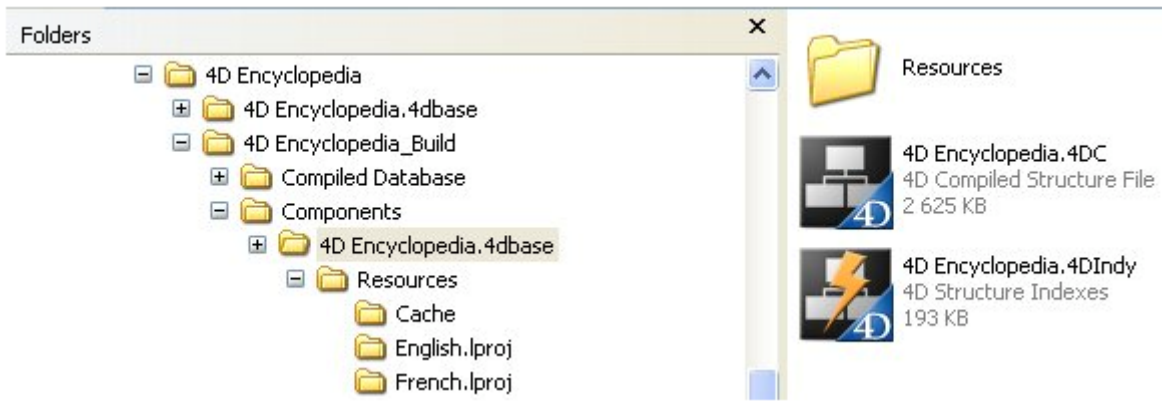 Folders
4D Encyclopedia
4D Encyclopedia.4dbase
4D Encyclopedia_Build
Compiled Database
Components
4D Encyclopedia.4dbase
Resources
Cache
English.lproj
French.lproj
Resources
4D Encyclopedia.4DC
4D Compiled Structure File
2 625 KB
4D
4D Encyclopedia.4DIndy
4D Structure Indexes
193 KB
4D